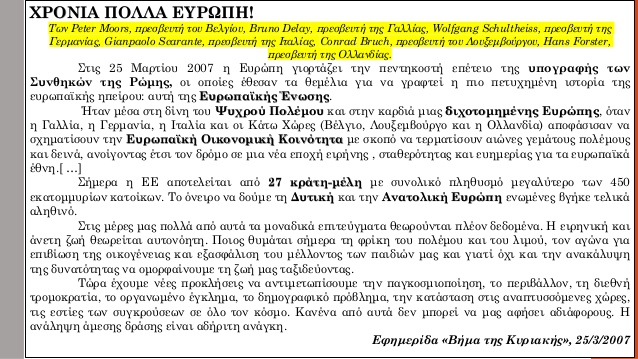 ΧΡΟΝΙΑ ΠΟΛΛΑ ΕΥΡΩΠΗ!
Των Peter Moors, πρεσβευτή του Βελγίου, Bruno Delay, πρεσβευτή της Γαλλίας, Wolfgang Schultheiss, πρεσβευτή της
Γερμανίας, Gianpaolo Scarante, πρεσβευτή της Ιταλίας, Conrad Bruch, πρεσβευτή του Λουξεμβούργου, Hans Forster,
πρεσβευτή της Ολλανδίας.
Στις 25 Μαρτίου 2007 η Ευρώπη γιορτάζει την πεντηκοστή επέτειο της υπογραφής των
Συνθηκών της Ρώμης, οι οποίες έθεσαν τα θεμέλια για να γραφτεί η πιο πετυχημένη ιστορία της
ευρωπαϊκής ηπείρου: αυτή της Ευρωπαϊκής Ένωσης.
Ήταν μέσα στη δίνη του Ψυχρού Πολέμου και στην καρδιά μιας διχοτομημένης Ευρώπης, όταν
η Γαλλία, η Γερμανία, η Ιταλία και οι Κάτω Χώρες (Βέλγιο, Λουξεμβούργο και η Ολλανδία) αποφάσισαν να
σχηματίσουν την Ευρωπαϊκή Οικονομική Κοινότητα με σκοπό να τερματίσουν αιώνες γεμάτους πολέμους
και δεινά, ανοίγοντας έτσι τον δρόμο σε μια νέα εποχή ειρήνης , σταθερότητας και ευημερίας για τα ευρωπαϊκά
έθνη.[ ...]
Σήμερα η ΕΕ αποτελείται από 27 κράτη-μέλη με συνολικό πληθυσμό μεγαλύτερο των 450
εκατομμυρίων κατοίκων. Το όνειρο να δούμε τη Δυτική και την Ανατολική Ευρώπη ενωμένες βγήκε τελικά
αληθινό.
Στις μέρες μας πολλά από αυτά τα μοναδικά επιτεύγματα θεωρούνται πλέον δεδομένα. Η ειρηνική και
άνετη ζωή θεωρείται αυτονόητη. Ποιος θυμάται σήμερα τη φρίκη του πολέμου και του λιμού, τον αγώνα για
επιβίωση της οικογένειας και εξασφάλιση του μέλλοντος των παιδιών μας και γιατί όχι και την ανακάλυψη
της δυνατότητας να ομορφαίνουμε τη ζωή μας ταξιδεύοντας.
Τώρα έχουμε νέες προκλήσεις να αντιμετωπίσουμε την παγκοσμιοποίηση, το περιβάλλον, τη διεθνή
τρομοκρατία, το οργανωμένο έγκλημα, το δημογραφικό πρόβλημα, την κατάσταση στις αναπτυσσόμενες χώρες,
τις εστίες των συγκρούσεων σε όλο τον κόσμο. Κανένα από αυτά δεν μπορεί να μας αφήσει αδιάφορους. Η
ανάληψη άμεσης δράσης είναι αδήριτη ανάγκη.
Εφημερίδα «Βήμα της Κυριακής», 25/3/2007